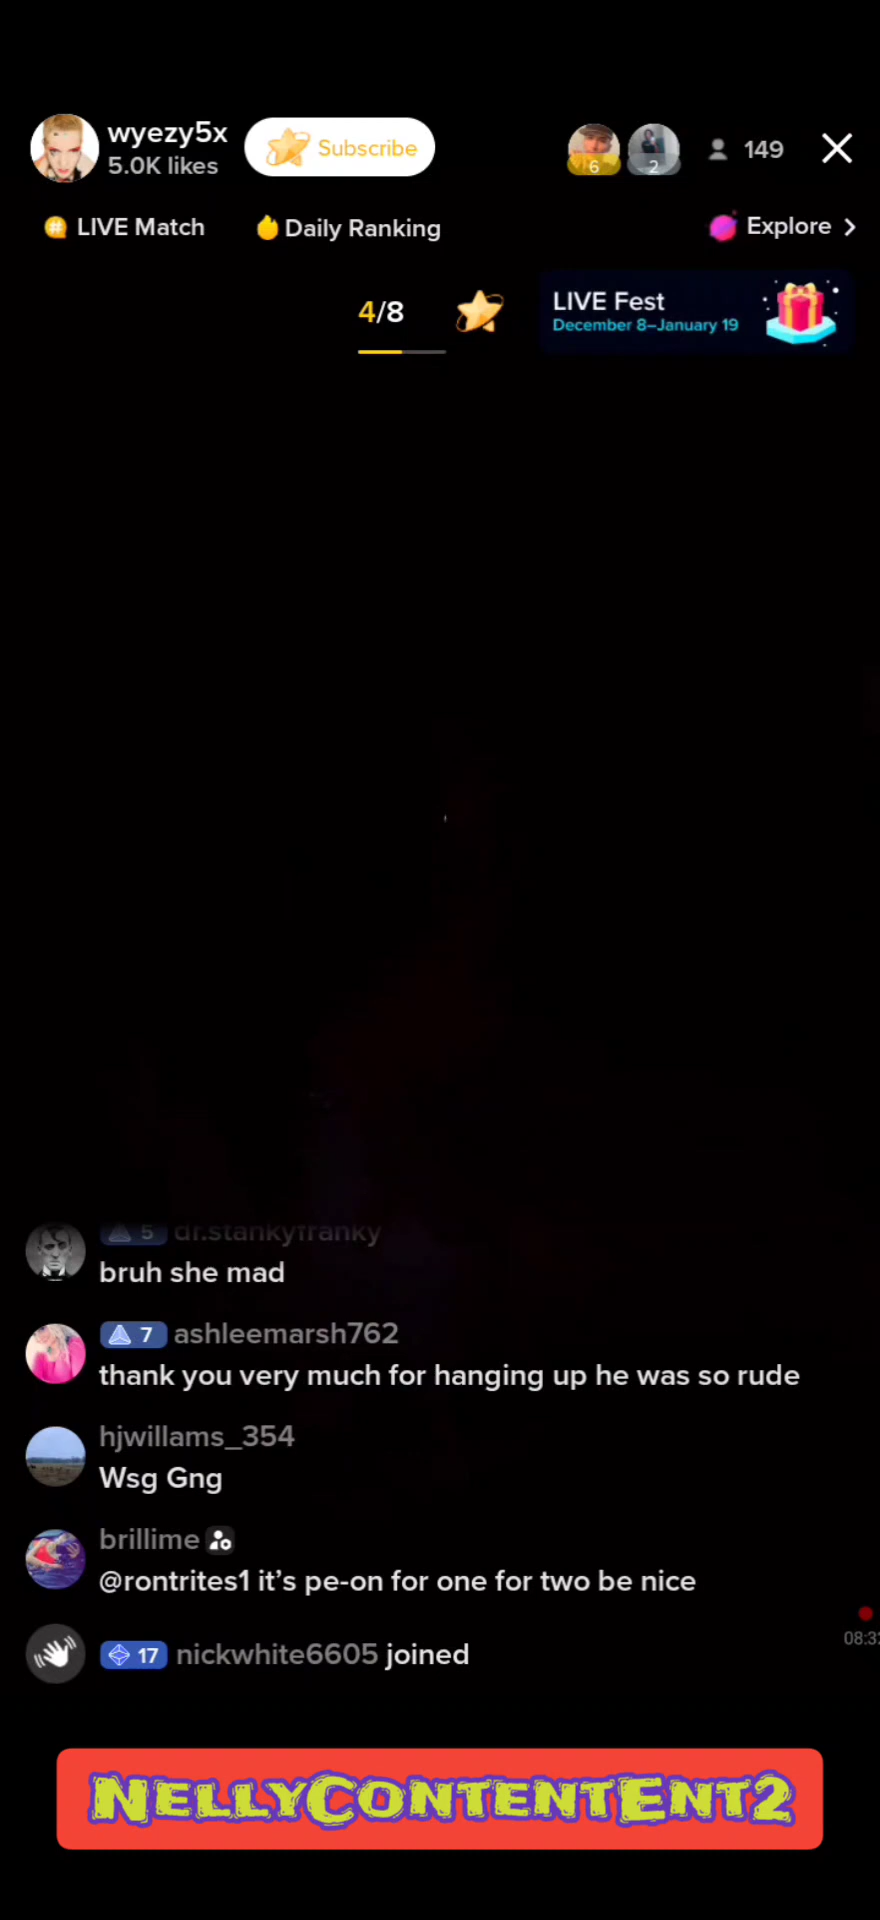 wyezy5x
5.0K likes
Subscribe
6
2
149
LIVE Match
Daily Ranking
Explore
4/8
LIVE Fest
December 8–January 19
5 dr.stankyfranky
bruh she mad
7 ashleemarsh762
thank you very much for hanging up he was so rude
hjwillams_354
Wsg Gng
brillime
@rontrites1 it's pe-on for one for two be nice
17 nickwhite6605 joined
NELLYCONTENTENT2